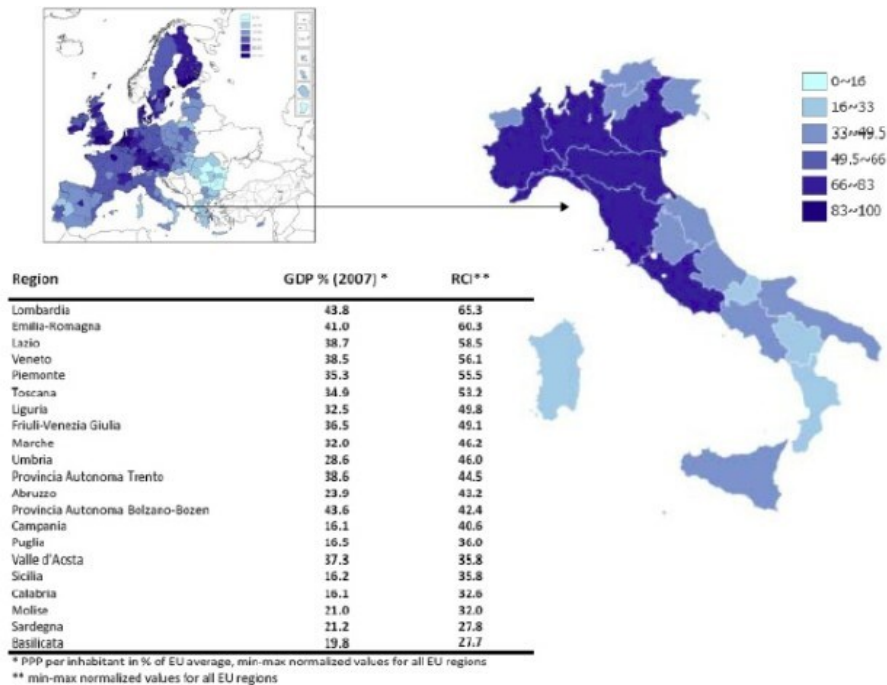 0~16
16~33
33~49.5
49.5~66
66~83
83~100
Region GDP % (2007) * RCI**
Lombardia 43.8 65.3
Emilia-Romagna 41.0 60.3
Lazio 38.7 58.5
Veneto 38.5 56.1
Piemonte 35.3 55.5
Toscana 34.9 53.2
Liguria 32.5 49.8
Friuli-Venezia Giulia 36.5 49.1
Marche 32.0 46.2
Umbria 28.6 46.0
Provincia Autonoma Trento 38.6 44.5
Abruzzo 23.9 43.2
Provincia Autonoma Bolzano-Bozen 43.6 42.4
Campania 16.1 40.6
Puglia 16.5 36.0
Valle d'Aosta 37.3 35.8
Sicilia 16.2 35.8
Calabria 16.1 32.6
Molise 21.0 32.0
Sardegna 21.2 27.8
Basilicata 19.8 27.7
* PPP per inhabitant in % of EU average, min-max normalized values for all EU regions
** min-max normalized values for all EU regions